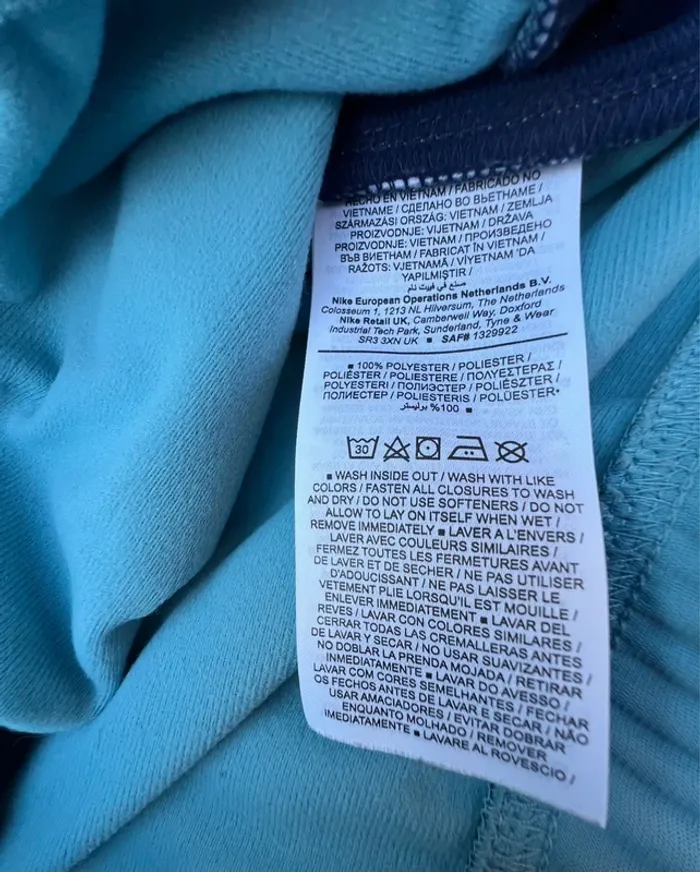 HECHO EN VIETNAM / FABRICADO NO
VIETNAME / СДЕЛАНО ВО ВЬЕТНАМЕ /
SZÁRMAZÁSI ORSZÁG: VIETNAM / ZEMLJA
PROIZVODNJE: VIJETNAM / DRŽAVA
PROIZVODNJE: VIETNAM / ПРОИЗВЕДЕНО
ВЪВ ВИЕТНАМ / FABRICAT ÎN VIETNAM /
RAŽOTS: VJETNAMĀ / VİYETNAM 'DA
YAPILMIŞTIR /
صنع في فييت نام
Nike European Operations Netherlands B.V.
Colosseum 1, 1213 NL Hilversum, The Netherlands
Nike Retail UK, Camberwell Way, Doxford
Industrial Tech Park, Sunderland, Tyne & Wear
SR3 3XN UK ■ SAF# 1329922
■ 100% POLYESTER / POLYESTER /
POLIÉSTER / POLIESTERE / ΠΟΛΥΕΣΤΕΡΑΣ /
POLYESTERI / ПОЛИЭСТЕР / POLIÉSZTER /
ПОЛИЕСТЕР / POLIESTERIS / POLÜESTER•
100% بوليستر ■
30
■ WASH INSIDE OUT / WASH WITH LIKE
COLORS / FASTEN ALL CLOSURES TO WASH
AND DRY / DO NOT USE SOFTENERS / DO NOT
ALLOW TO LAY ON ITSELF WHEN WET /
REMOVE IMMEDIATELY ■ LAVER A L'ENVERS /
LAVER AVEC COULEURS SIMILAIRES /
FERMEZ TOUTES LES FERMETURES AVANT
DE LAVER ET DE SECHER / NE PAS UTILISER
D'ADOUCISSANT / NE PAS LAISSER LE
VETEMENT PLIE LORSQU'IL EST MOUILLE /
ENLEVER IMMEDIATEMENT ■ LAVAR DEL
REVES / LAVAR CON COLORES SIMILARES /
CERRAR TODAS LAS CREMALLERAS ANTES
DE LAVAR Y SECAR / NO USAR SUAVIZANTES /
NO DOBLAR LA PRENDA MOJADA / RETIRAR
INMEDIATAMENTE ■ LAVAR DO AVESSO /
LAVAR COM CORES SEMELHANTES / FECHAR
OS FECHOS ANTES DE LAVAR E SECAR / NÃO
USAR AMACIADORES / EVITAR DOBRAR
ENQUANTO MOLHADO / REMOVER
IMEDIATAMENTE ■ LAVARE AL ROVESCIO /